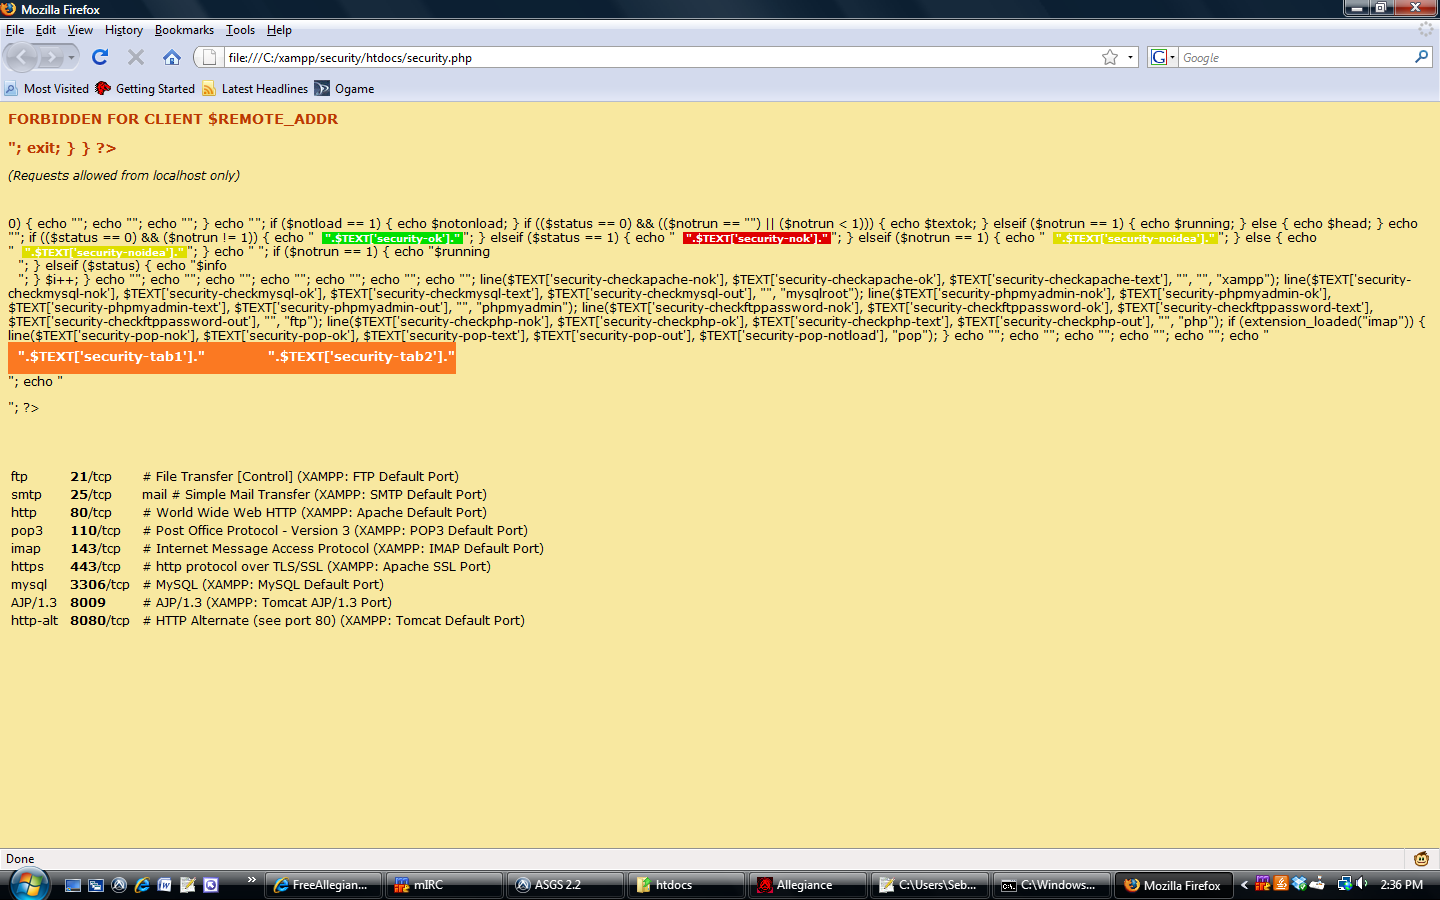 Mozilla Firefox
File Edit View History Bookmarks Tools Help
file:///C:/xampp/security/htdocs/security.php
G Google
Most Visited Getting Started Latest Headlines Ogame
FORBIDDEN FOR CLIENT $REMOTE_ADDR
"; exit; } } ?>
(Requests allowed from localhost only)
0) { echo ""; echo ""; echo ""; } echo ""; if ($notload == 1) { echo $notonload; } if (($status == 0) && (($notrun == "") || ($notrun < 1))) { echo $textok; } elseif ($notrun == 1) { echo $running; } else { echo $head; } echo
""; if (($status == 0) && ($notrun != 1)) { echo " ".$TEXT['security-ok']." "; } elseif ($status == 1) { echo " ".$TEXT['security-nok']." "; } elseif ($notrun == 1) { echo " ".$TEXT['security-noidea']." "; } else { echo
" ".$TEXT['security-noidea']." "; } echo " "; if ($notrun == 1) { echo "$running
"; } elseif ($status) { echo "$info
"; } $i++; } echo ""; echo ""; echo ""; echo ""; echo ""; echo ""; echo ""; line($TEXT['security-checkapache-nok'], $TEXT['security-checkapache-ok'], $TEXT['security-checkapache-text'], "", "", "xampp"); line($TEXT['security-
checkmysql-nok'], $TEXT['security-checkmysql-ok'], $TEXT['security-checkmysql-text'], $TEXT['security-checkmysql-out'], "", "mysqlroot"); line($TEXT['security-phpmyadmin-nok'], $TEXT['security-phpmyadmin-ok'],
$TEXT['security-phpmyadmin-text'], $TEXT['security-phpmyadmin-out'], "", "phpmyadmin"); line($TEXT['security-checkftppassword-nok'], $TEXT['security-checkftppassword-ok'], $TEXT['security-checkftppassword-text'],
$TEXT['security-checkftppassword-out'], "", "ftp"); line($TEXT['security-checkphp-nok'], $TEXT['security-checkphp-ok'], $TEXT['security-checkphp-text'], $TEXT['security-checkphp-out'], "", "php"); if (extension_loaded("imap")) {
line($TEXT['security-pop-nok'], $TEXT['security-pop-ok'], $TEXT['security-pop-text'], $TEXT['security-pop-out'], $TEXT['security-pop-notload'], "pop"); } echo ""; echo ""; echo ""; echo ""; echo ""; echo "
".$TEXT['security-tab1']." ".$TEXT['security-tab2']."
"; echo "
"; ?>
ftp 21/tcp # File Transfer [Control] (XAMPP: FTP Default Port)
smtp 25/tcp mail # Simple Mail Transfer (XAMPP: SMTP Default Port)
http 80/tcp # World Wide Web HTTP (XAMPP: Apache Default Port)
pop3 110/tcp # Post Office Protocol - Version 3 (XAMPP: POP3 Default Port)
imap 143/tcp # Internet Message Access Protocol (XAMPP: IMAP Default Port)
https 443/tcp # http protocol over TLS/SSL (XAMPP: Apache SSL Port)
mysql 3306/tcp # MySQL (XAMPP: MySQL Default Port)
AJP/1.3 8009 # AJP/1.3 (XAMPP: Tomcat AJP/1.3 Port)
http-alt 8080/tcp # HTTP Alternate (see port 80) (XAMPP: Tomcat Default Port)
Done
FreeAllegian... mIRC ASGS 2.2 htdocs Allegiance C:\Users\Seb... C:\Windows... Mozilla Firefox 2:36 PM